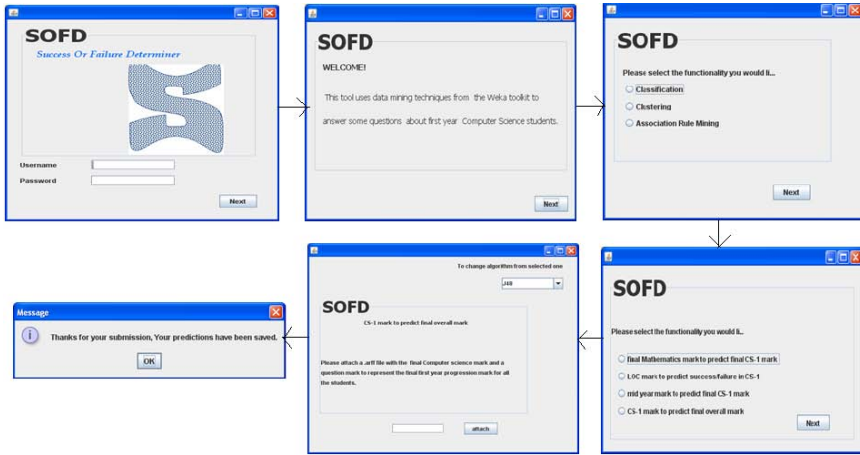 SOFD
Success Or Failure Determiner
Username
Password
Next
SOFD
WELCOME!
This tool uses data mining techniques from the Weka toolkit to
answer some questions about first year Computer Science students.
Next
SOFD
Please select the functionality you would li...
Classification
Clustering
Association Rule Mining
Next
SOFD
Please select the functionality you would li..
final Mathematics mark to predict final CS-1 mark
LOC mark to predict success/failure in CS-1
mid year mark to predict final CS-1 mark
CS-1 mark to predict final overall mark
Next
To change algorithm from selected one
J48
SOFD
CS-1 mark to predict final overall mark
Please attach a .arff file with the final Computer science mark and a
question mark to represent the final first year progression mark for all
the students.
attach
Message
Thanks for your submission, Your predictions have been saved.
OK